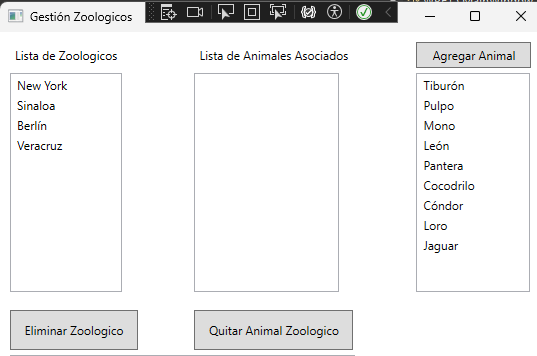 Gestión Zoologicos
Lista de Zoologicos
Lista de Animales Asociados
Agregar Animal
New York
Sinaloa
Berlín
Veracruz
Tiburón
Pulpo
Mono
León
Pantera
Cocodrilo
Cóndor
Loro
Jaguar
Eliminar Zoologico
Quitar Animal Zoologico